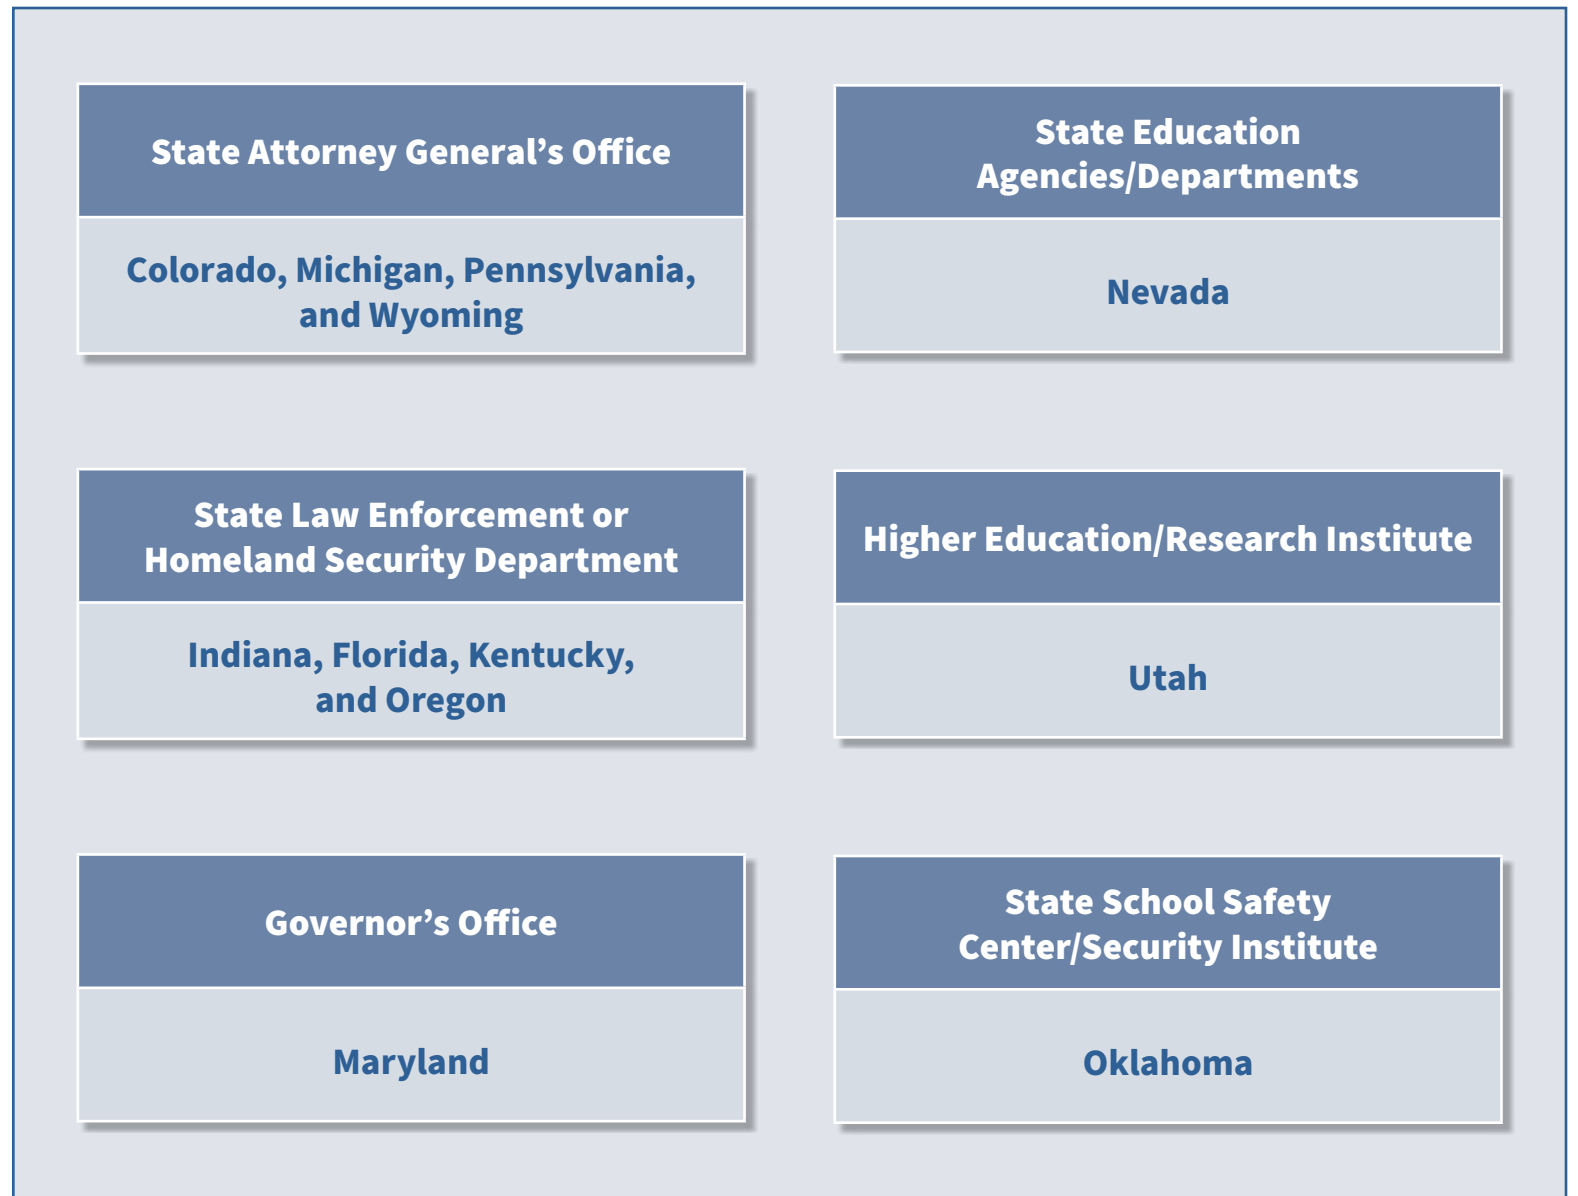 State Attorney General’s Office
Colorado, Michigan, Pennsylvania,
and Wyoming
State Education
Agencies/Departments
Nevada
State Law Enforcement or
Homeland Security Department
Indiana, Florida, Kentucky,
and Oregon
Higher Education/Research Institute
Utah
Governor’s Office
Maryland
State School Safety
Center/Security Institute
Oklahoma